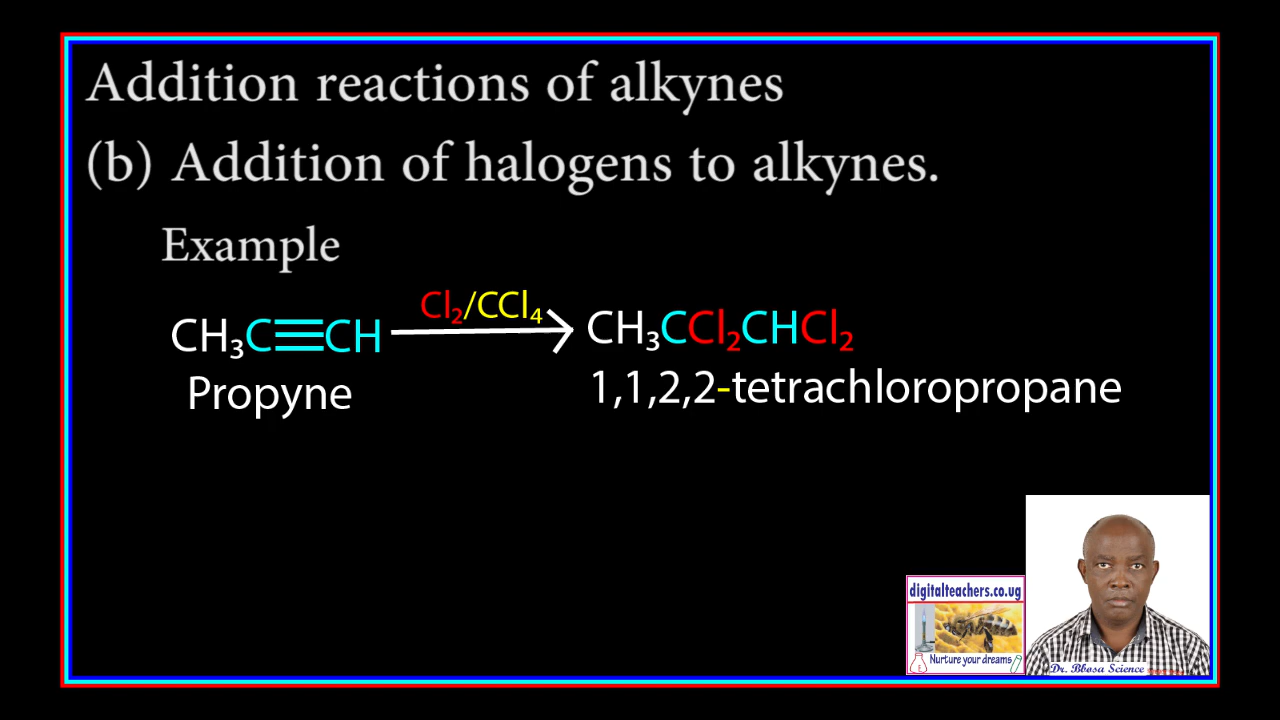 Addition reactions of alkynes
(b) Addition of halogens to alkynes.
Example
Cl₂/CCl₄
CH₃C≡CH CH₃CCl₂CHCl₂
Propyne 1,1,2,2-tetrachloropropane
digitalteachers.co.ug
Nurture your dreams
Dr. Bbosa Science